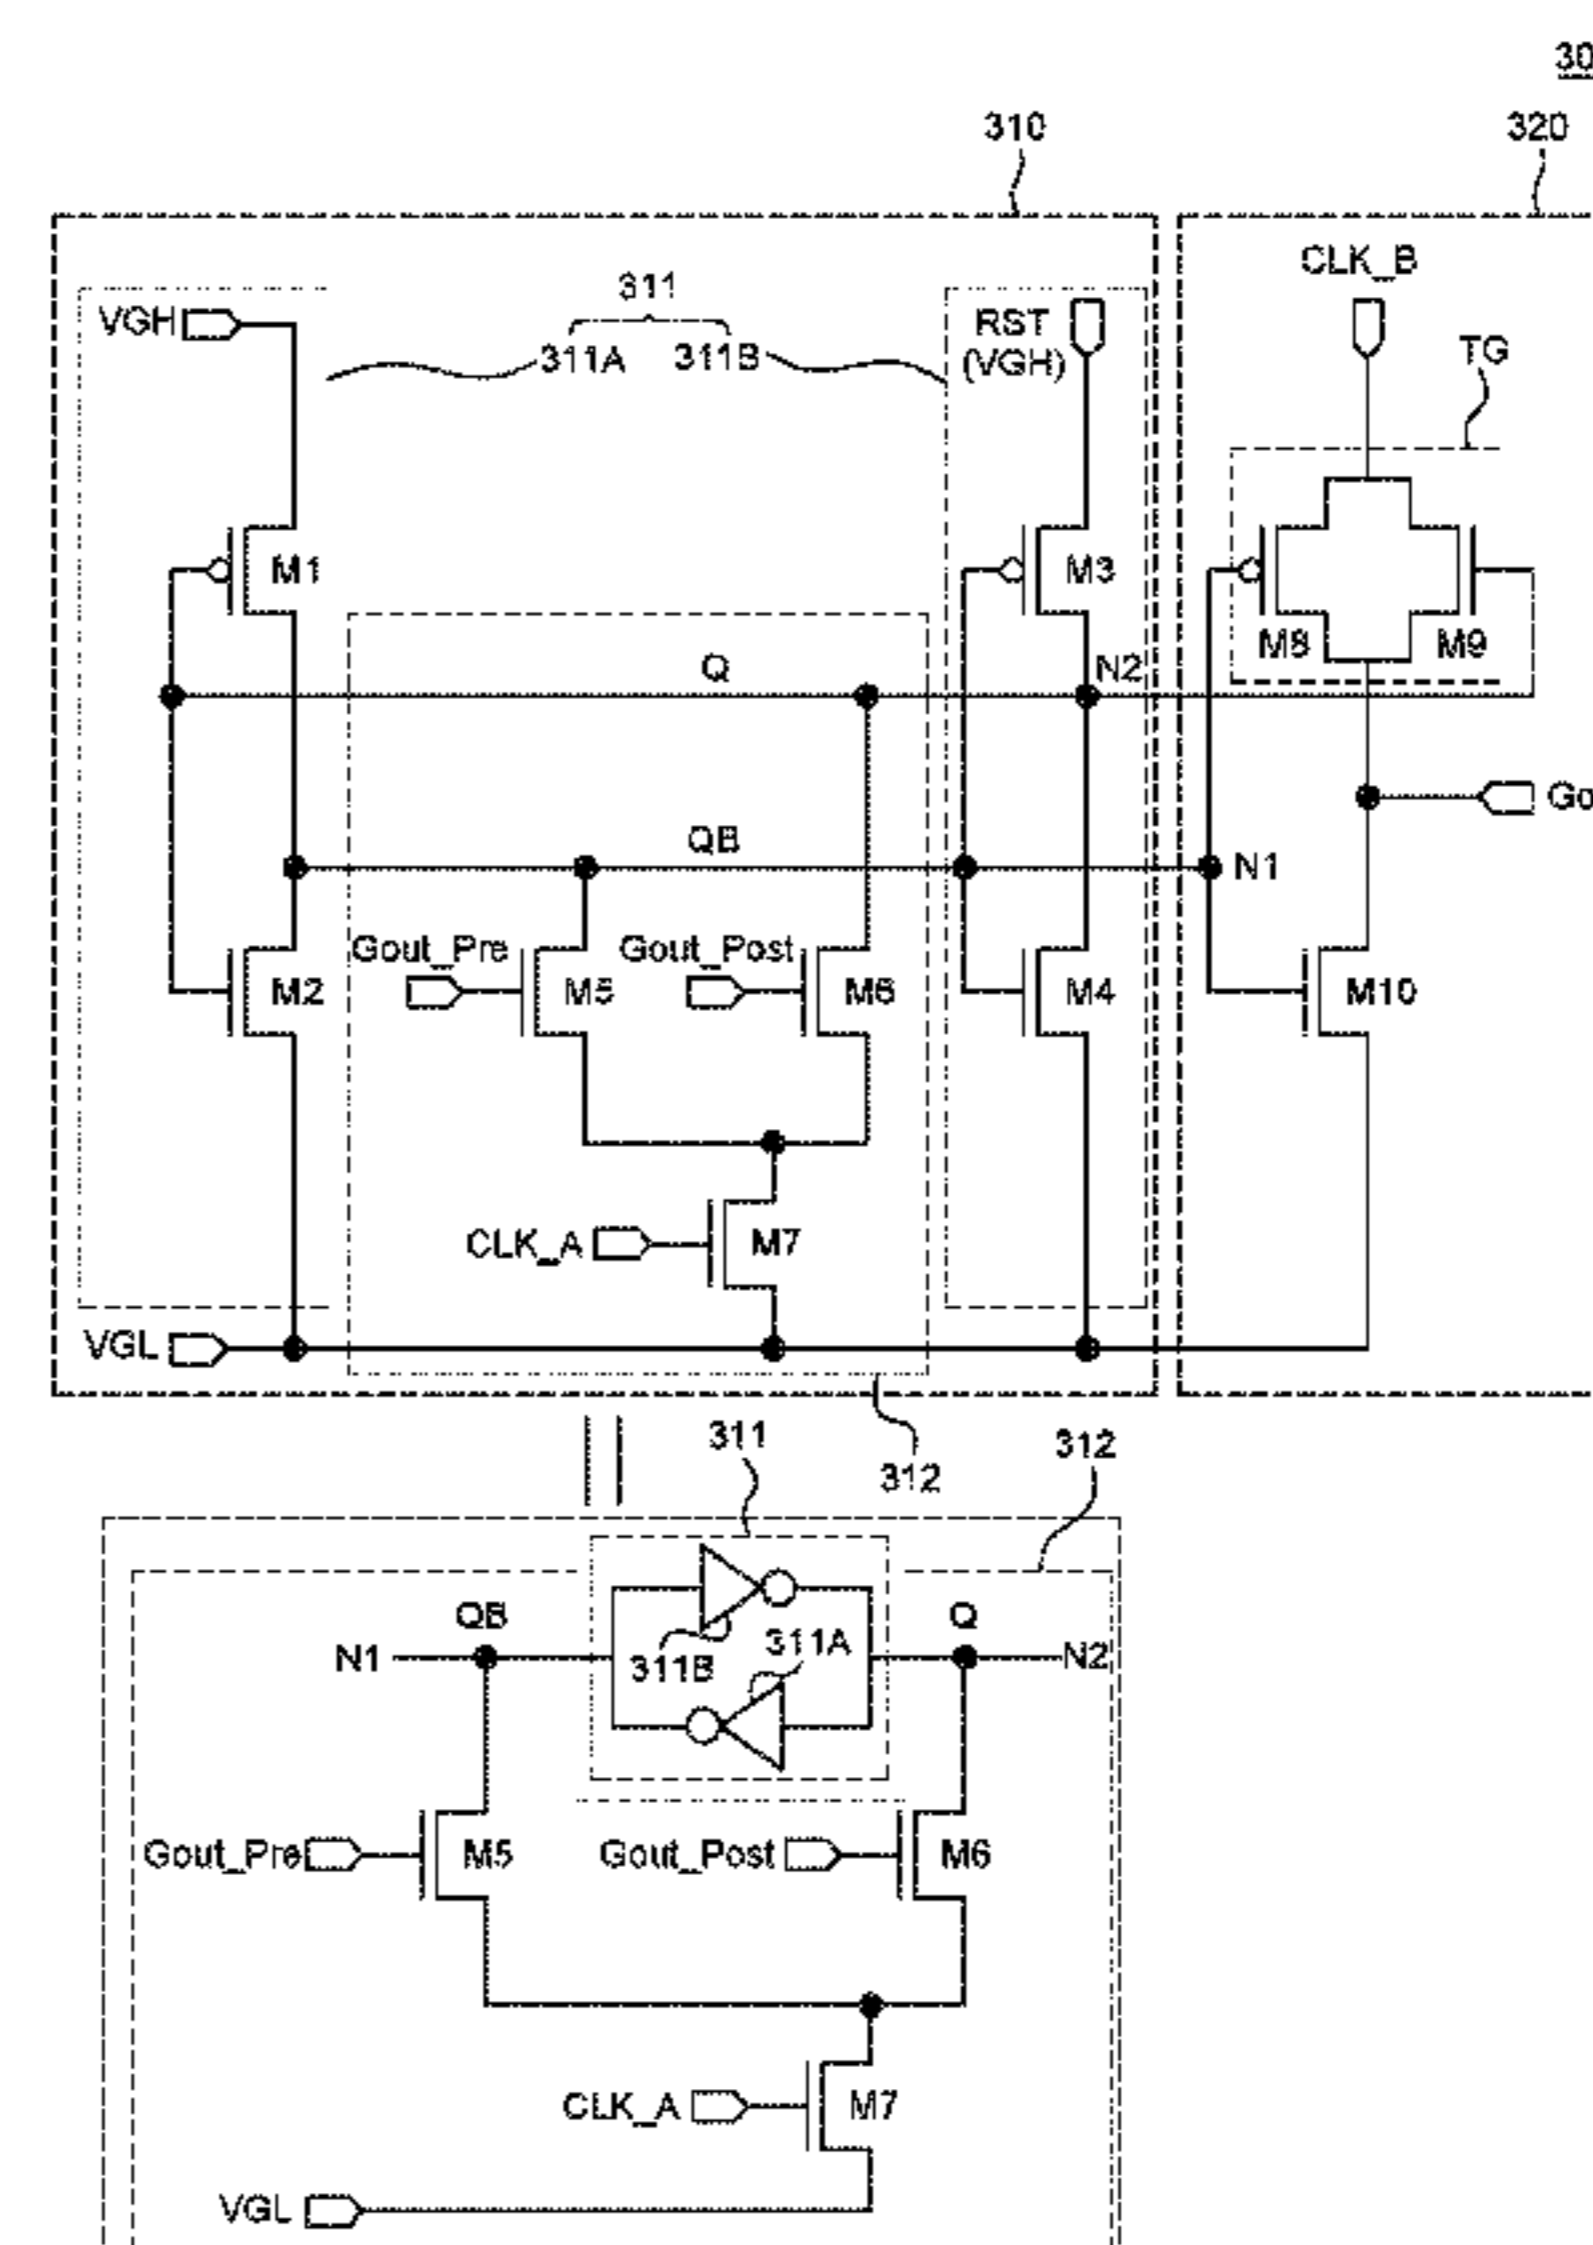 30
310
320
CLK_B
311
VGH
RST
(VGH)
311A
311B
TG
M1
M3
M8
M9
Q
N2
Go
QB
N1
Gout_Pre
Gout_Post
M2
M5
M6
M4
M10
CLK_A
M7
VGL
311
312
312
QB
Q
N1
311B
311A
N2
Gout_Pre
M5
Gout_Post
M6
CLK_A
M7
VGL